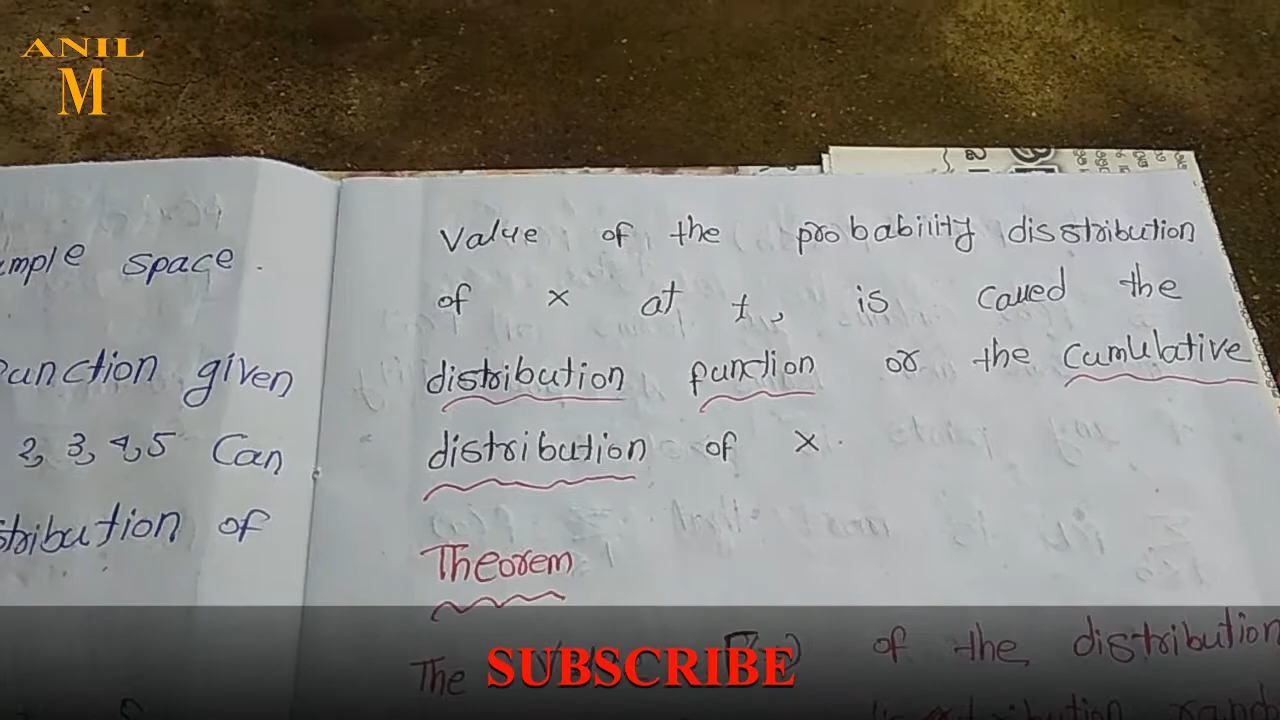 ANIL
M
mple space.
unction given
2, 3, 4, 5 Can
stribution of
Value of the probability disstribution
of x at t, is called the
distribution function or the cumulative
distribution of x.
Theorem
The of the distribution
SUBSCRIBE